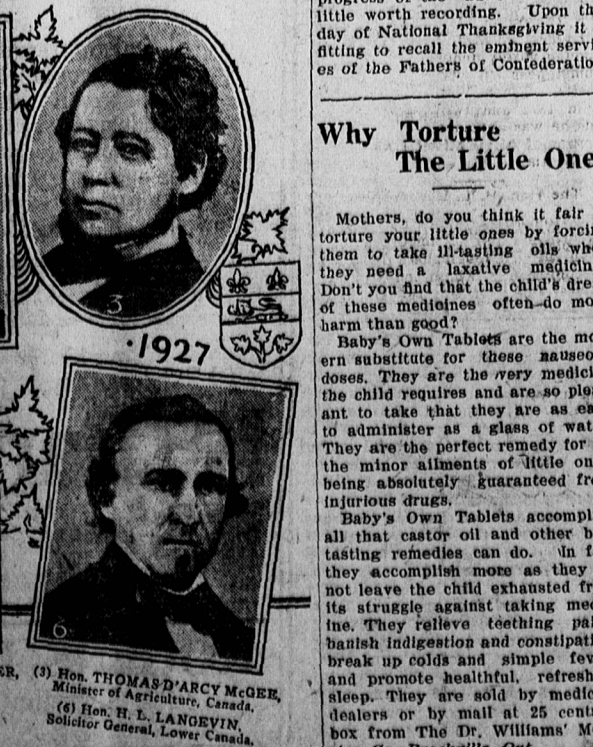 3
1927
6
ER, (3) Hon. THOMAS D'ARCY McGEE,
Minister of Agriculture, Canada.
(6) Hon. H. L. LANGEVIN,
Solicitor General, Lower Canada.
little worth recording. Upon th
day of National Thanksgiving it
fitting to recall the eminent servi
es of the Fathers of Confederatio
Why Torture
The Little One
Mothers, do you think it fair
torture your little ones by forci
them to take ill-tasting oils wh
they need a laxative medicin
Don't you find that the child's dre
of these medicines often do mo
harm than good?
Baby's Own Tablets are the mo
ern substitute for these nauseo
doses. They are the very medici
the child requires and are so ple
ant to take that they are as ea
to administer as a glass of wat
They are the perfect remedy for
the minor ailments of little on
being absolutely guaranteed fr
injurious drugs.
Baby's Own Tablets accompl
all that castor oil and other b
tasting remedies can do. In f
they accomplish more as they
not leave the child exhausted fr
its struggle against taking med
ine. They relieve teething pai
banish indigestion and constipati
break up colds and simple fev
and promote healthful, refresh
sleep. They are sold by medic
dealers or by mail at 25 cent
box from The Dr. Williams' M